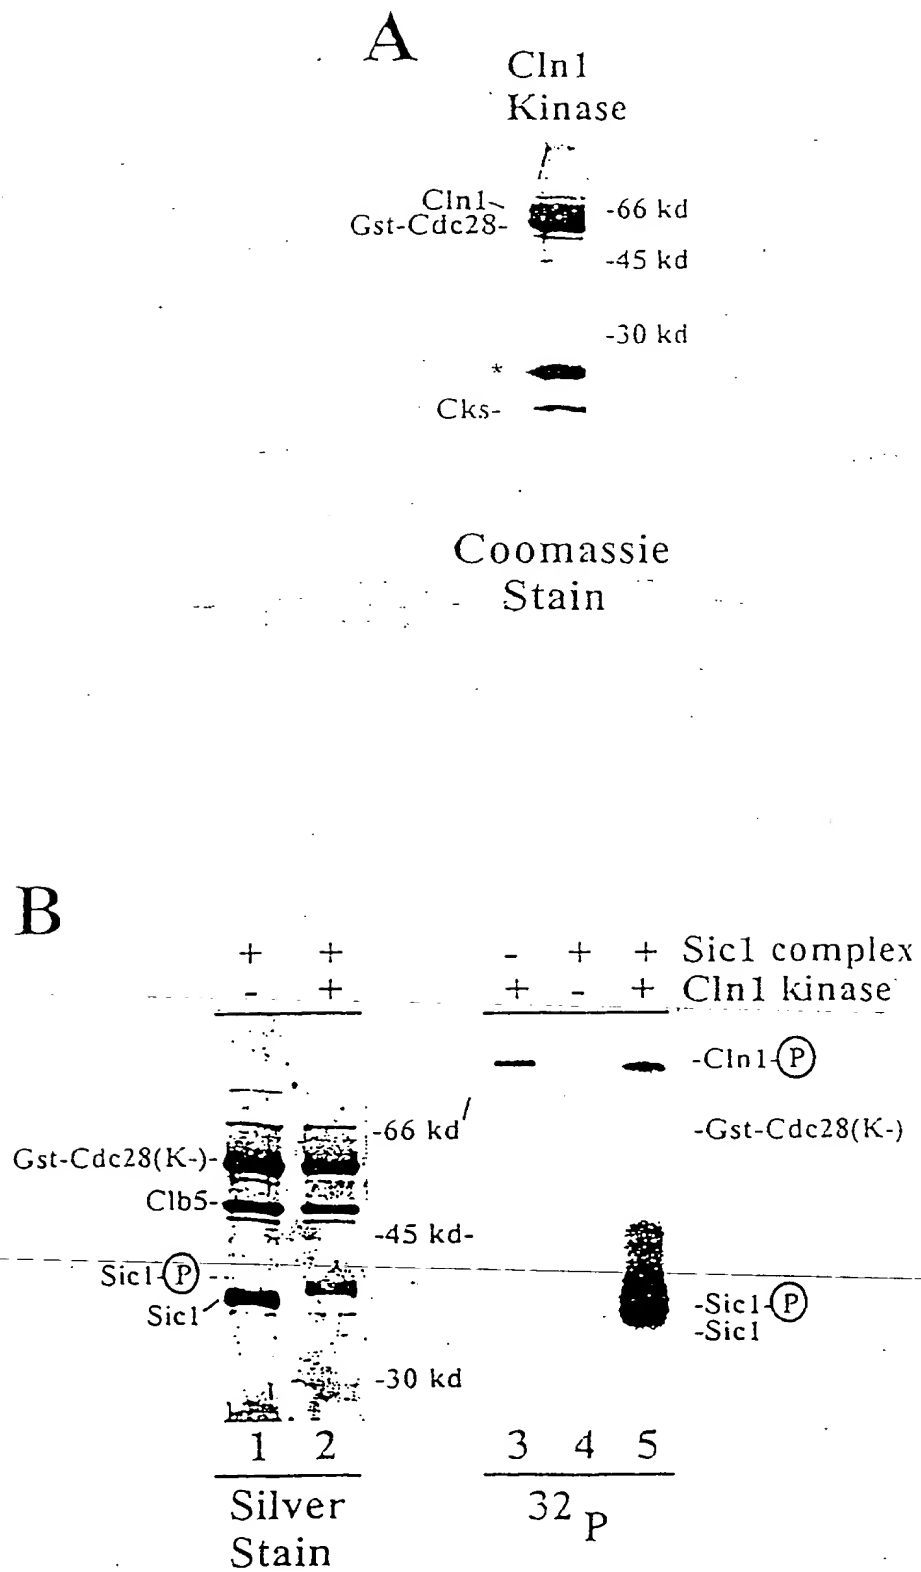 A
Cln1
Kinase
Cln1
Gst-Cdc28-
-66 kd
-45 kd
-30 kd
*
Cks-
Coomassie
Stain
B
+ + - + + Sic1 complex
- + + - + Cln1 kinase
-Cln1-P
-66 kd
-Gst-Cdc28(K-)
Gst-Cdc28(K-)-
Clb5-
-45 kd-
Sic1-P
Sic1
-Sic1-P
-Sic1
-30 kd
1 2 3 4 5
Silver
Stain
32 P